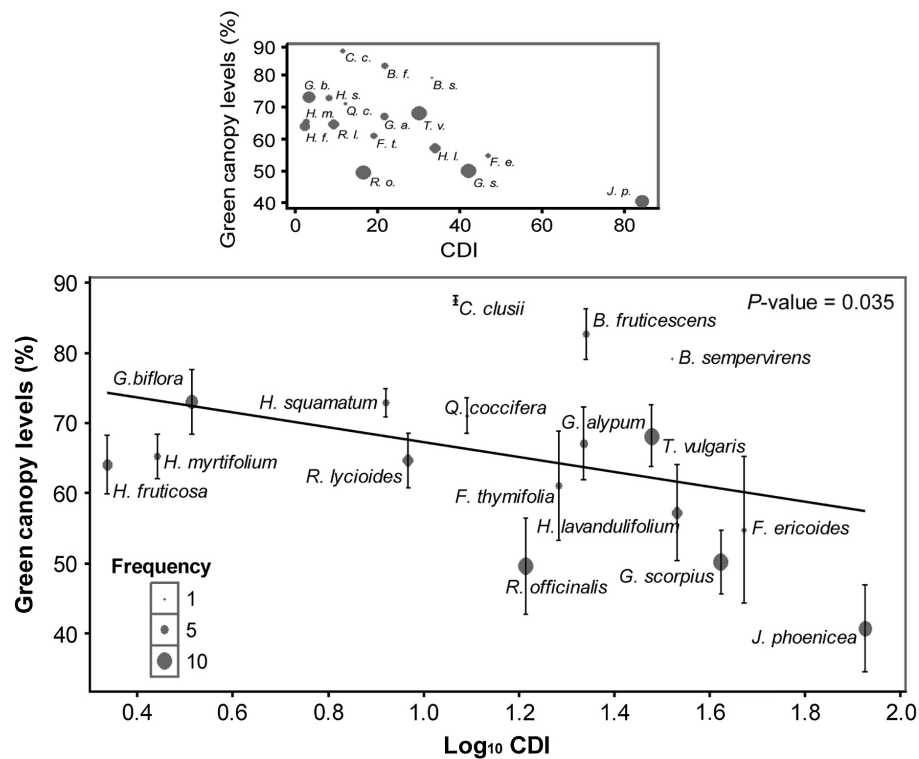 Green canopy levels (%)
90
80
70
60
50
40
C. c.
B. f.
B. s.
G. b.
H. s.
Q. c.
H. m.
G. a.
T. v.
H. f.
R. l.
F. t.
H. l.
F. e.
R. o.
G. s.
J. p.
0 20 40 60 80
CDI
Green canopy levels (%)
90
80
70
60
50
40
P-value = 0.035
C. clusii
B. fruticescens
B. sempervirens
G.biflora
H. squamatum
Q. coccifera
G. alypum
T. vulgaris
H. myrtifolium
R. lycioides
H. fruticosa
F. thymifolia
H. lavandulifolium
F. ericoides
R. officinalis
G. scorpius
J. phoenicea
Frequency
1
5
10
0.4 0.6 0.8 1.0 1.2 1.4 1.6 1.8 2.0
Log₁₀ CDI